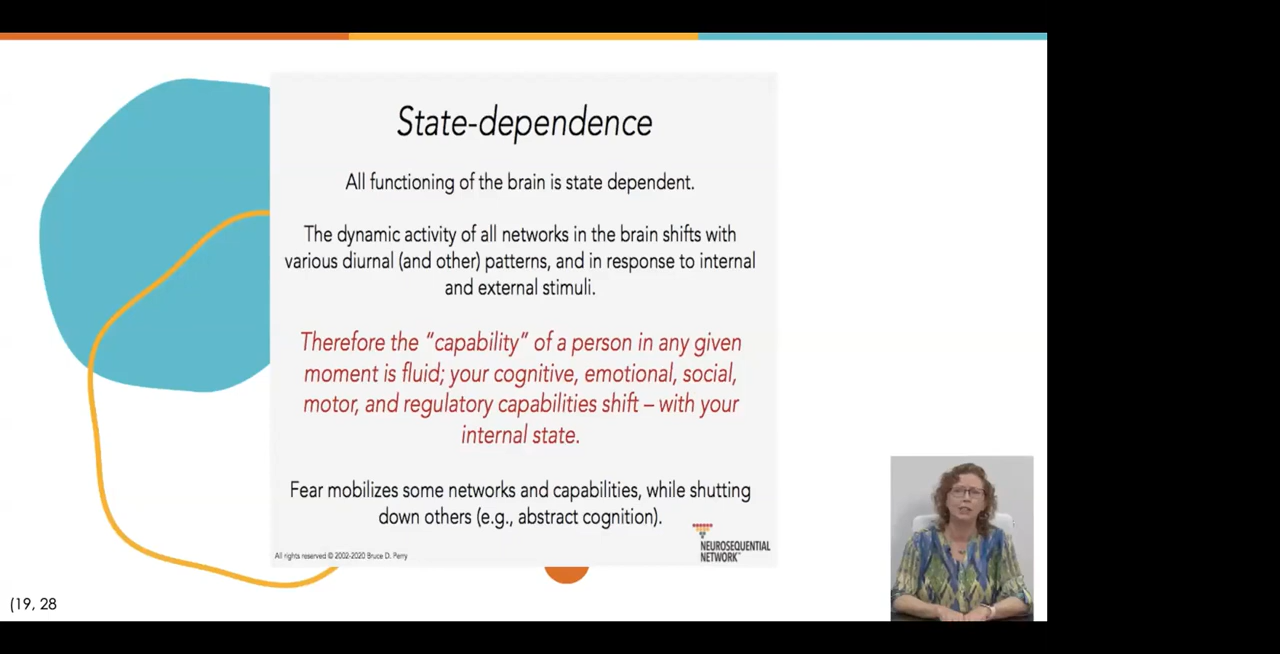 State-dependence
All functioning of the brain is state dependent.
The dynamic activity of all networks in the brain shifts with
various diurnal (and other) patterns, and in response to internal
and external stimuli.
Therefore the “capability” of a person in any given
moment is fluid; your cognitive, emotional, social,
motor, and regulatory capabilities shift – with your
internal state.
Fear mobilizes some networks and capabilities, while shutting
down others (e.g., abstract cognition).
All rights reserved © 2002-2020 Bruce D. Perry
NEUROSEQUENTIAL
NETWORK
(19, 28